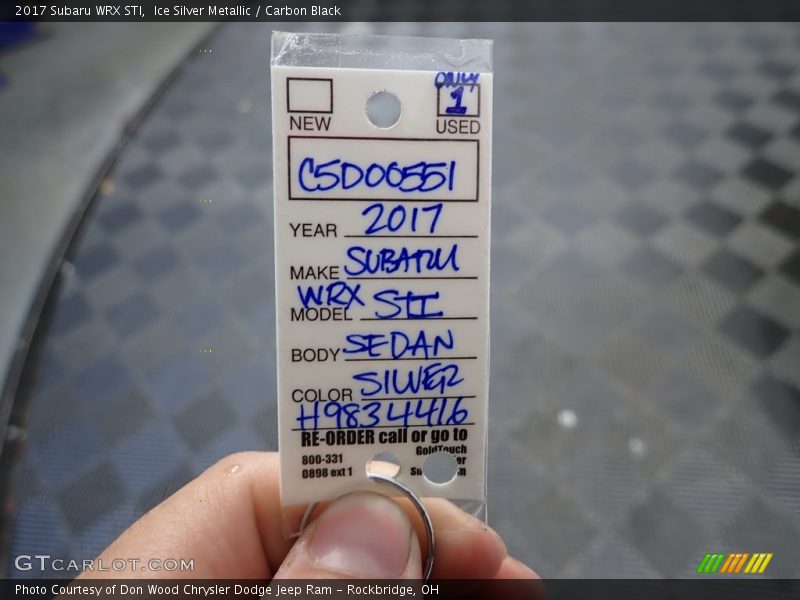 2017 Subaru WRX STI, Ice Silver Metallic / Carbon Black
ONLY
1
NEW
USED
C5D00551
YEAR 2017
MAKE SUBARU
MODEL WRX STI
BODY SEDAN
COLOR SILVER
H9834416
RE-ORDER call or go to
800-331
0898 ext 1
GoldTouch
GTCARLOT.COM
Photo Courtesy of Don Wood Chrysler Dodge Jeep Ram - Rockbridge, OH